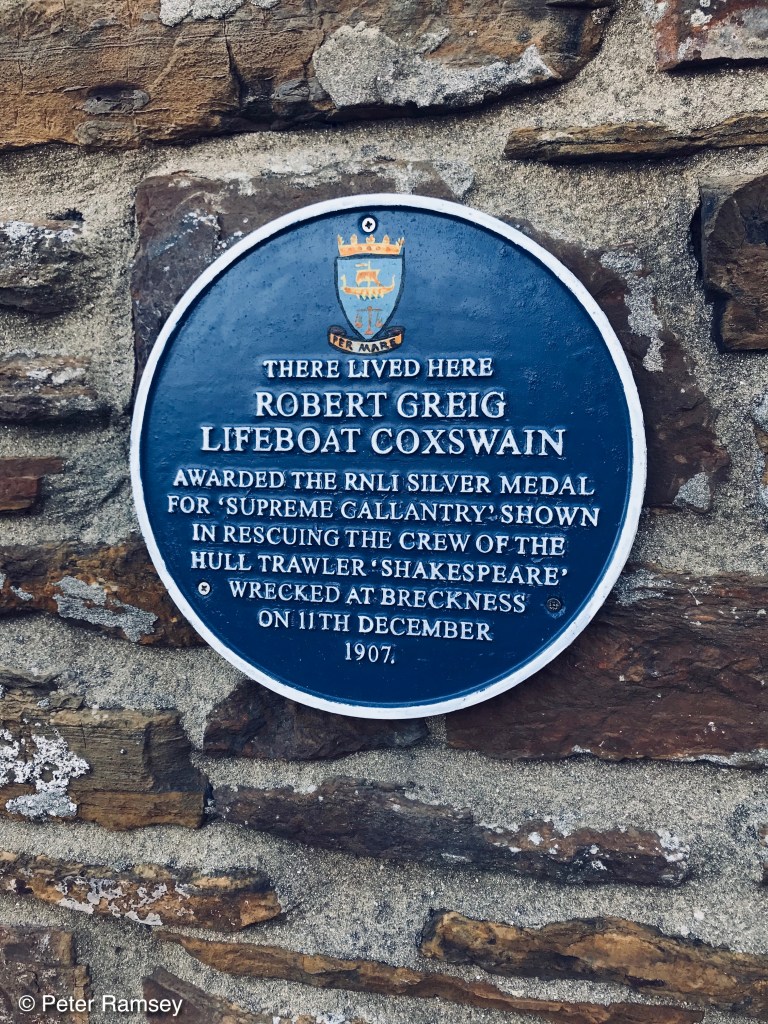 PER MARE
THERE LIVED HERE
ROBERT GREIG
LIFEBOAT COXSWAIN
AWARDED THE RNLI SILVER MEDAL
FOR ‘SUPREME GALLANTRY’ SHOWN
IN RESCUING THE CREW OF THE
HULL TRAWLER ‘SHAKESPEARE’
WRECKED AT BRECKNESS
ON 11TH DECEMBER
1907.
© Peter Ramsey